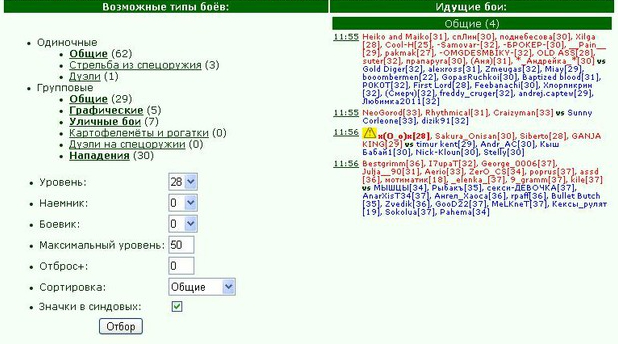 Возможные типы боёв:
Одиночные
Общие (62)
Стрельба из спецоружия (3)
Дуэли (1)
Групповые
Общие (29)
Графические (5)
Уличные бои (7)
Картофелемёты и рогатки (0)
Дуэли на спецоружии (0)
Нападения (30)
Уровень: 28
Наемник: 0
Боевик: 0
Максимальный уровень: 50
Отброс+: 0
Сортировка: Общие
Значки в синдовых:
Отбор
Идущие бои:
Общие (4)
11:55 Heiko and Maiko[31], спЛин[30], поднебесова[30], Xilga
[28], Cool-H[25], -Samovar-[32], -БРОКЕР-[30], __Pain__
[29], pakmak[27], -OMGDESMBIKY-[32], OLD ASS[28],
suter[32], прапаруга[30], (Аня)[31], *_Андрейка_*[30] vs
Gold Diger[32], alexross[31], Zmeugas[32], Miay[29],
booombermen[22], GopasRuchkoi[30], Baptized blood[31],
POKOT[32], First Lord[28], Feebanachi[30], Хлорпикрин
[32], (Смерч)[32], freddy_cruger[32], andrej.captew[29],
Любимка2011[32]
11:55 NeoGorod[33], Rhythmical[31], Craizyman[33] vs Sunny
Corleone[33], dizik91[32]
11:56 x(O_o)x[28], Sakura_Onisan[30], Siberto[28], GANJA
KING[29] vs timur kent[29], Andr_AC[30], Кыш
Бабай1[30], Nick-Kloun[30], Stelly[30]
11:56 Bestgrimm[36], I7upaT[32], George_0006[37],
Julja__90[31], Aerio[33], ZerO_CS[34], poprus[37], assd
[36], мотиматик[18], _elenka_[37], 9_gramm[37], kile[37]
vs МЫЩЦЫ[34], Рыбакъ[35], секси-ДЕВОЧКА[37],
AnarXisT34[37], Ангел_Хаоса[36], rpaff[36], Bullet Butch
[35], Zvedik[36], GooD22[37], MeLKneT[37], Кексы_рулят
[19], Sokolua[37], Pahema[34]